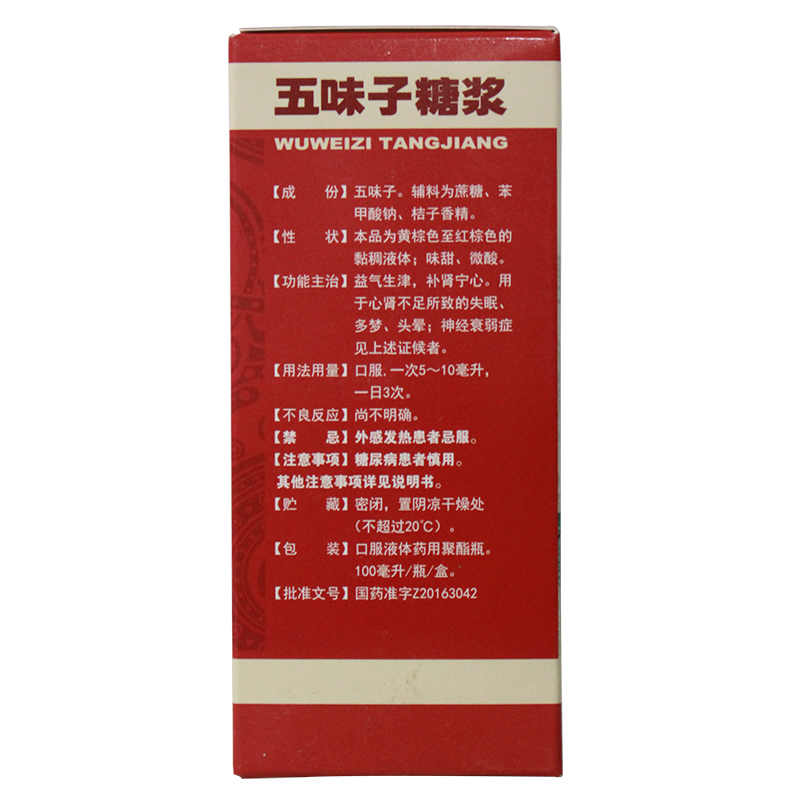 五味子糖浆
WUWEIZI TANGJIANG
【成 份】五味子。辅料为蔗糖、苯
甲酸钠、桔子香精。
【性 状】本品为黄棕色至红棕色的
黏稠液体；味甜、微酸。
【功能主治】益气生津，补肾宁心。用
于心肾不足所致的失眠、
多梦、头晕；神经衰弱症
见上述证候者。
【用法用量】口服,一次5～10毫升，
一日3次。
【不良反应】尚不明确。
【禁 忌】外感发热患者忌服。
【注意事项】糖尿病患者慎用。
其他注意事项详见说明书。
【贮 藏】密闭，置阴凉干燥处
（不超过20℃）。
【包 装】口服液体药用聚酯瓶。
100毫升/瓶/盒。
【批准文号】国药准字Z20163042